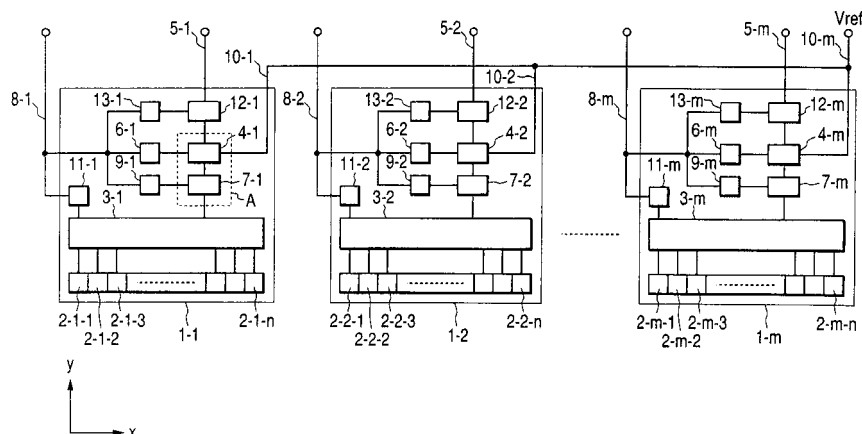 5-1 5-2 5-m Vref
10-1 10-2 10-m
8-1 13-1 12-1 8-2 13-2 12-2 8-m 13-m 12-m
6-1 4-1 6-2 4-2 6-m 4-m
11-1 9-1 7-1 11-2 9-2 7-2 11-m 9-m 7-m
3-1 A 3-2 3-m
2-1-1 2-1-3 2-1-n 2-2-1 2-2-3 2-2-n 2-m-1 2-m-3 2-m-n
2-1-2 1-1 2-2-2 1-2 2-m-2 1-m
y
x